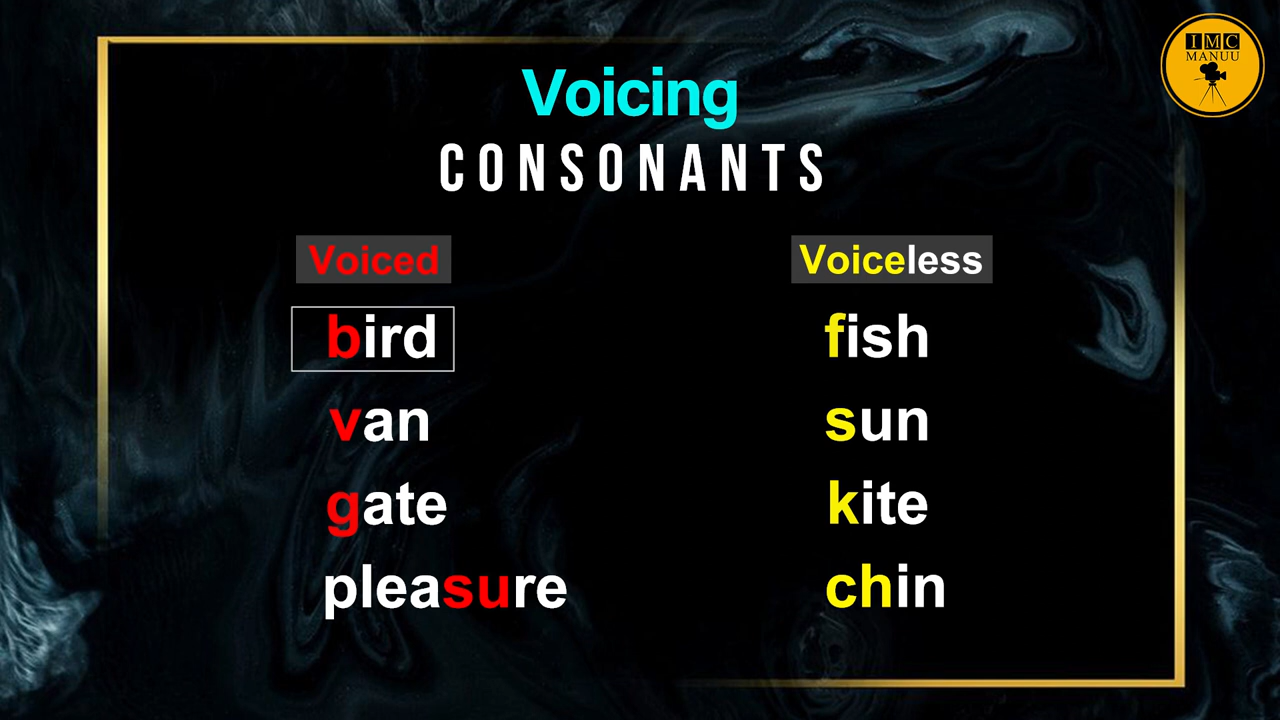 IMC
MANUU
Voicing
CONSONANTS
Voiced
bird
van
gate
pleasure
Voiceless
fish
sun
kite
chin